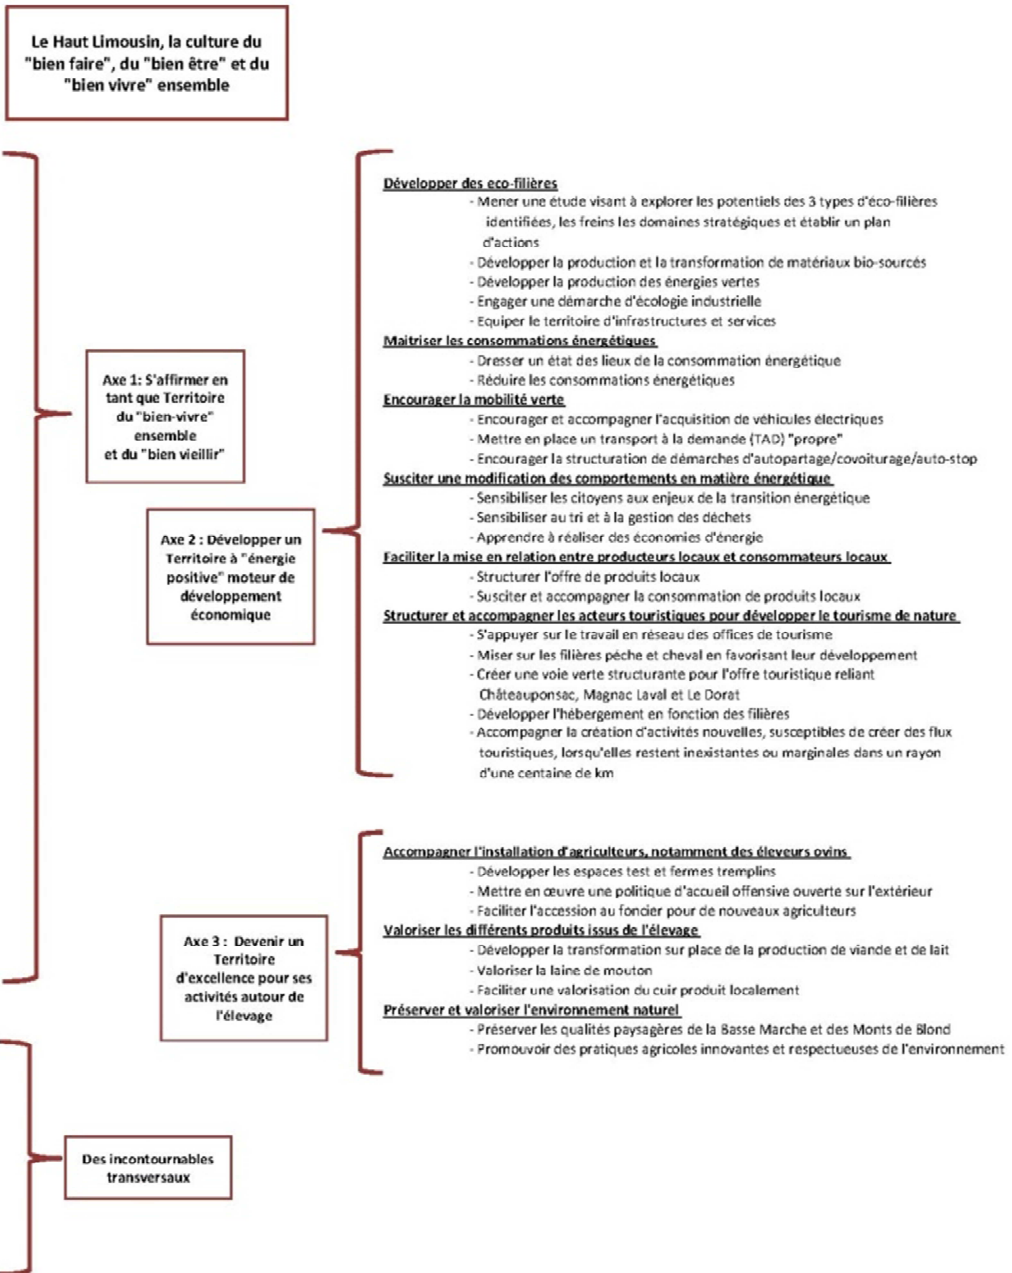 Le Haut Limousin, la culture du
"bien faire", du "bien être" et du
"bien vivre" ensemble
Axe 1: S'affirmer en
tant que Territoire
du "bien-vivre"
ensemble
et du "bien vieillir"
Axe 2 : Développer un
Territoire à "énergie
positive" moteur de
développement
économique
Développer des eco-filières
- Mener une étude visant à explorer les potentiels des 3 types d'éco-filières
identifiées, les freins les domaines stratégiques et établir un plan
d'actions
- Développer la production et la transformation de matériaux bio-sourcés
- Développer la production des énergies vertes
- Engager une démarche d'écologie industrielle
- Equiper le territoire d'infrastructures et services
Maitriser les consommations énergétiques
- Dresser un état des lieux de la consommation énergétique
- Réduire les consommations énergétiques
Encourager la mobilité verte
- Encourager et accompagner l'acquisition de véhicules électriques
- Mettre en place un transport à la demande (TAD) "propre"
- Encourager la structuration de démarches d'autopartage/covoiturage/auto-stop
Susciter une modification des comportements en matière énergétique
- Sensibiliser les citoyens aux enjeux de la transition énergétique
- Sensibiliser au tri et à la gestion des déchets
- Apprendre à réaliser des économies d'énergie
Faciliter la mise en relation entre producteurs locaux et consommateurs locaux
- Structurer l'offre de produits locaux
- Susciter et accompagner la consommation de produits locaux
Structurer et accompagner les acteurs touristiques pour développer le tourisme de nature
- S'appuyer sur le travail en réseau des offices de tourisme
- Miser sur les filières pêche et cheval en favorisant leur développement
- Créer une voie verte structurante pour l'offre touristique reliant
Châteauponsac, Magnac Laval et Le Dorat
- Développer l'hébergement en fonction des filières
- Accompagner la création d'activités nouvelles, susceptibles de créer des flux
touristiques, lorsqu'elles restent inexistantes ou marginales dans un rayon
d'une centaine de km
Axe 3 : Devenir un
Territoire
d'excellence pour ses
activités autour de
l'élevage
Accompagner l'installation d'agriculteurs, notamment des éleveurs ovins
- Développer les espaces test et fermes tremplins
- Mettre en œuvre une politique d'accueil offensive ouverte sur l'extérieur
- Faciliter l'accession au foncier pour de nouveaux agriculteurs
Valoriser les différents produits issus de l'élevage
- Développer la transformation sur place de la production de viande et de lait
- Valoriser la laine de mouton
- Faciliter une valorisation du cuir produit localement
Préserver et valoriser l'environnement naturel
- Préserver les qualités paysagères de la Basse Marche et des Monts de Blond
- Promouvoir des pratiques agricoles innovantes et respectueuses de l'environnement
Des incontournables
transversaux